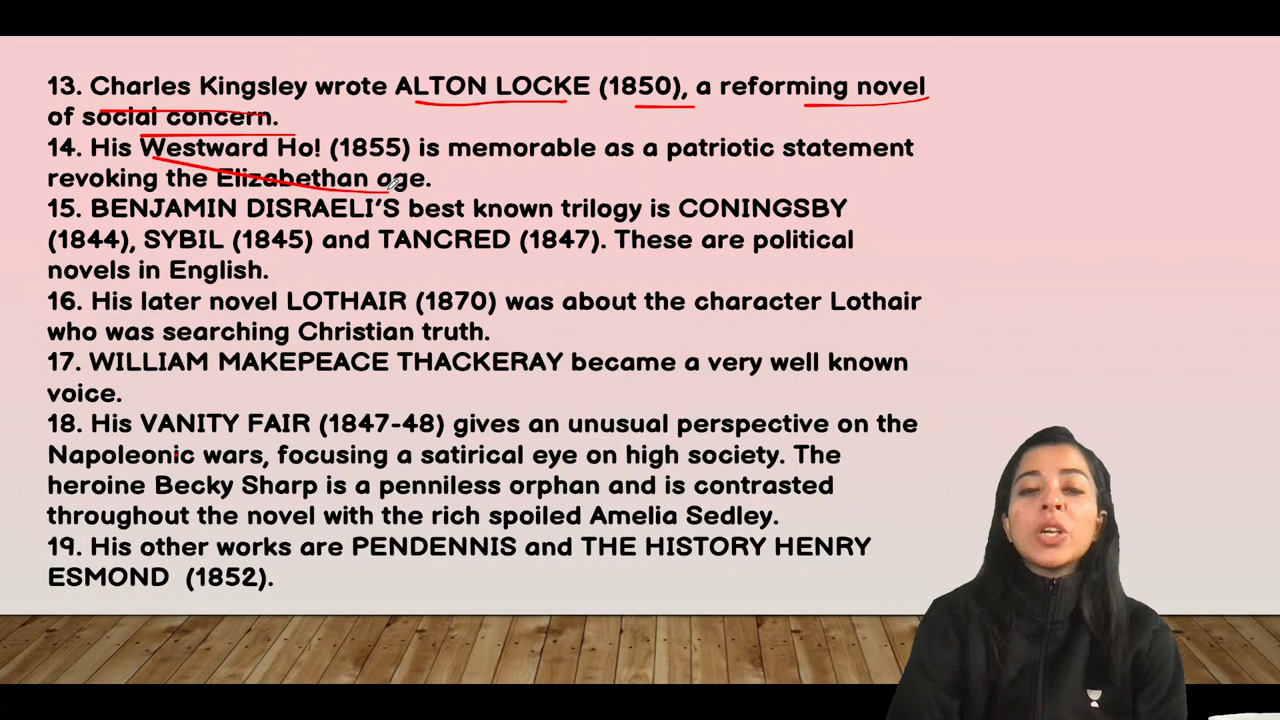 13. Charles Kingsley wrote ALTON LOCKE (1850), a reforming novel
of social concern.
14. His Westward Ho! (1855) is memorable as a patriotic statement
revoking the Elizabethan age.
15. BENJAMIN DISRAELI'S best known trilogy is CONINGSBY
(1844), SYBIL (1845) and TANCRED (1847). These are political
novels in English.
16. His later novel LOTHAIR (1870) was about the character Lothair
who was searching Christian truth.
17. WILLIAM MAKEPEACE THACKERAY became a very well known
voice.
18. His VANITY FAIR (1847-48) gives an unusual perspective on the
Napoleonic wars, focusing a satirical eye on high society. The
heroine Becky Sharp is a penniless orphan and is contrasted
throughout the novel with the rich spoiled Amelia Sedley.
19. His other works are PENDENNIS and THE HISTORY HENRY
ESMOND (1852).